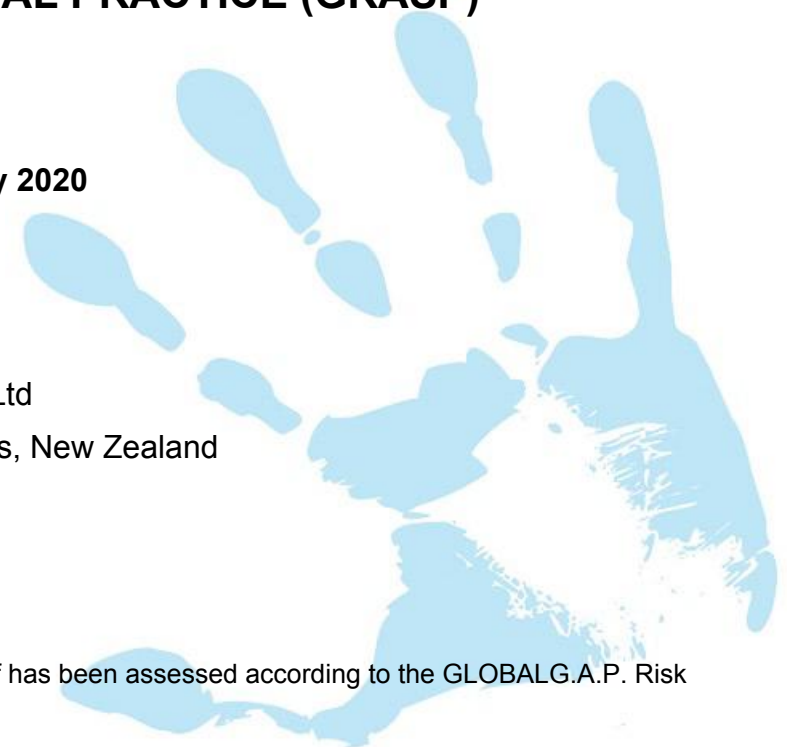 AL PRACTICE (GRASP)
y 2020
Ltd
s, New Zealand
f has been assessed according to the GLOBALG.A.P. Risk